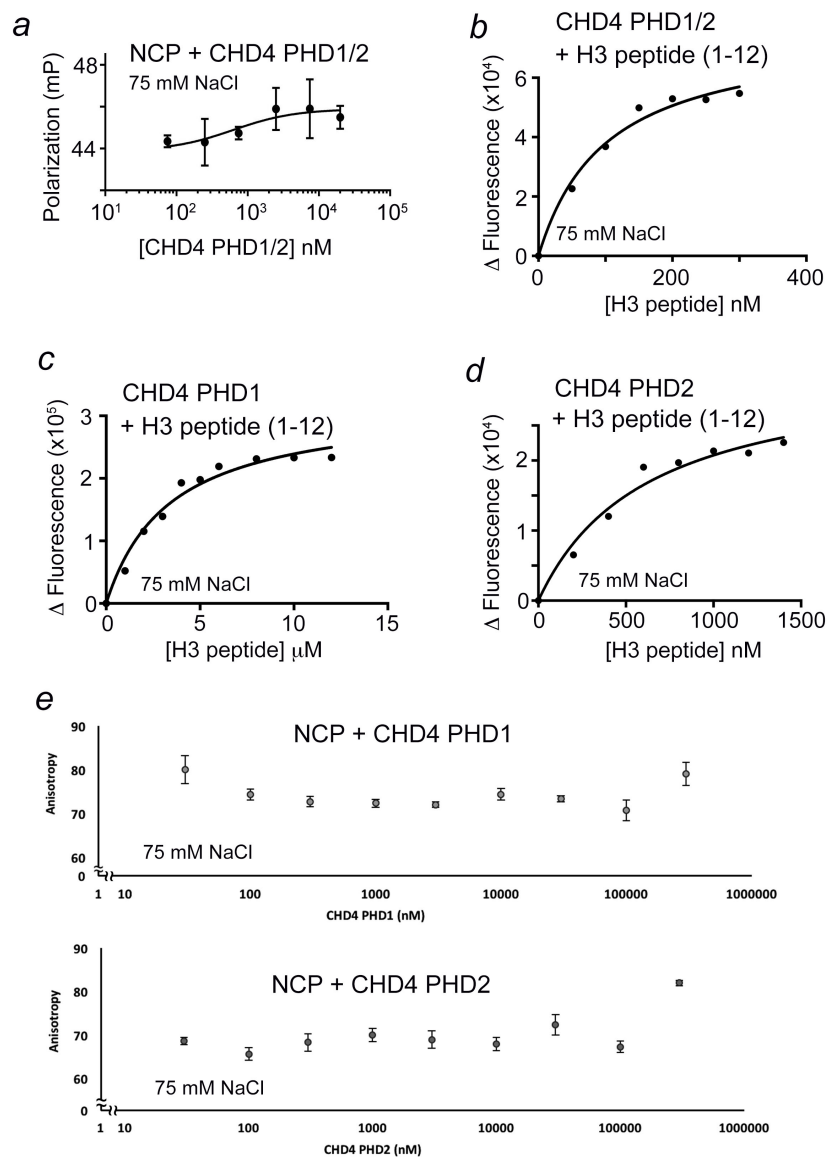 a
NCP + CHD4 PHD1/2
75 mM NaCl
Polarization (mP)
48
44
10¹ 10² 10³ 10⁴ 10⁵
[CHD4 PHD1/2] nM
b
CHD4 PHD1/2
+ H3 peptide (1-12)
Δ Fluorescence (x10⁴)
6
4
2
0
75 mM NaCl
0 200 400
[H3 peptide] nM
c
CHD4 PHD1
+ H3 peptide (1-12)
Δ Fluorescence (x10⁵)
3
2
1
0
75 mM NaCl
0 5 10 15
[H3 peptide] μM
d
CHD4 PHD2
+ H3 peptide (1-12)
Δ Fluorescence (x10⁴)
2
1
0
75 mM NaCl
0 500 1000 1500
[H3 peptide] nM
e
NCP + CHD4 PHD1
Anisotropy
90
80
70
60
0
75 mM NaCl
1 10 100 1000 10000 100000 1000000
CHD4 PHD1 (nM)
NCP + CHD4 PHD2
Anisotropy
90
80
70
60
0
75 mM NaCl
1 10 100 1000 10000 100000 1000000
CHD4 PHD2 (nM)